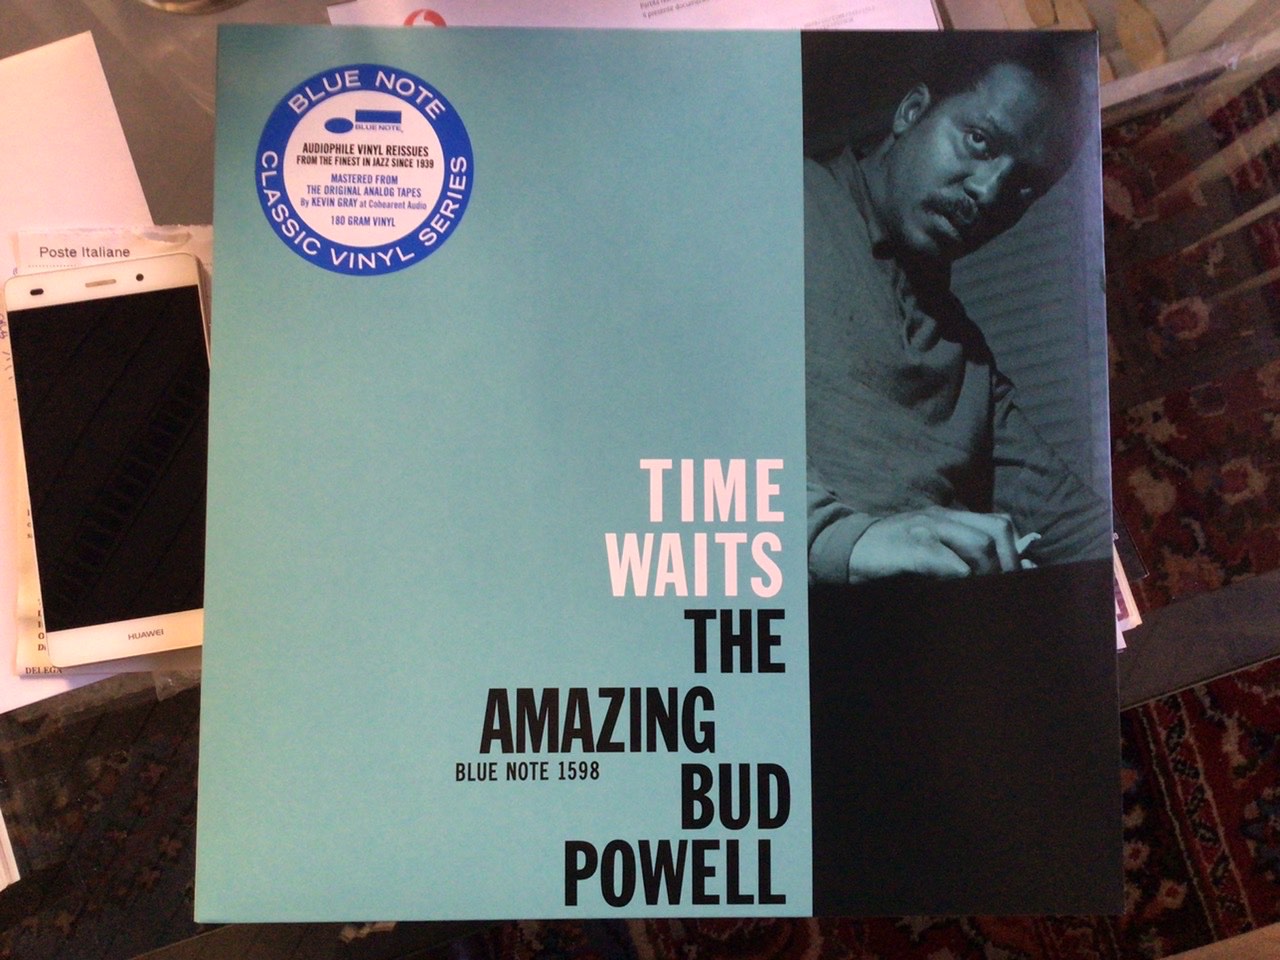 BLUE NOTE
BLUE NOTE
AUDIOPHILE VINYL REISSUES
FROM THE FINEST IN JAZZ SINCE 1939
MASTERED FROM
THE ORIGINAL ANALOG TAPES
By KEVIN GRAY at Cohearent Audio
180 GRAM VINYL
CLASSIC VINYL SERIES
Poste Italiane
HUAWEI
DELEGA
TIME
WAITS
THE
AMAZING
BLUE NOTE 1598
BUD
POWELL